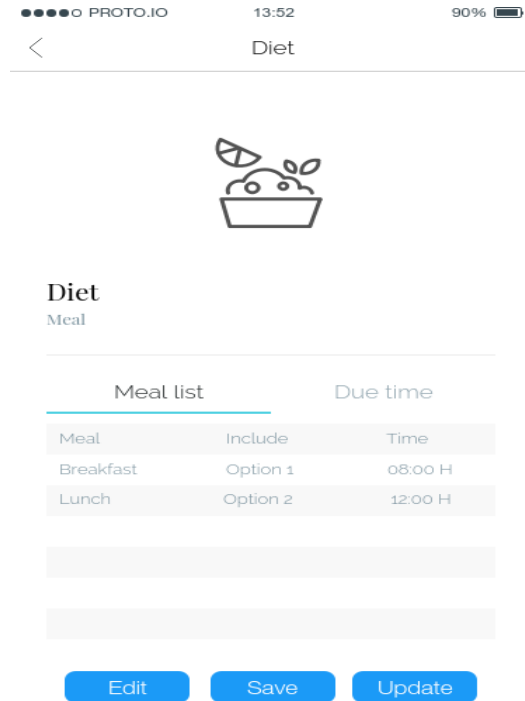 PROTO.IO 13:52 90%
Diet
Diet
Meal
Meal list Due time
Meal Include Time
Breakfast Option 1 08:00 H
Lunch Option 2 12:00 H
Edit Save Update